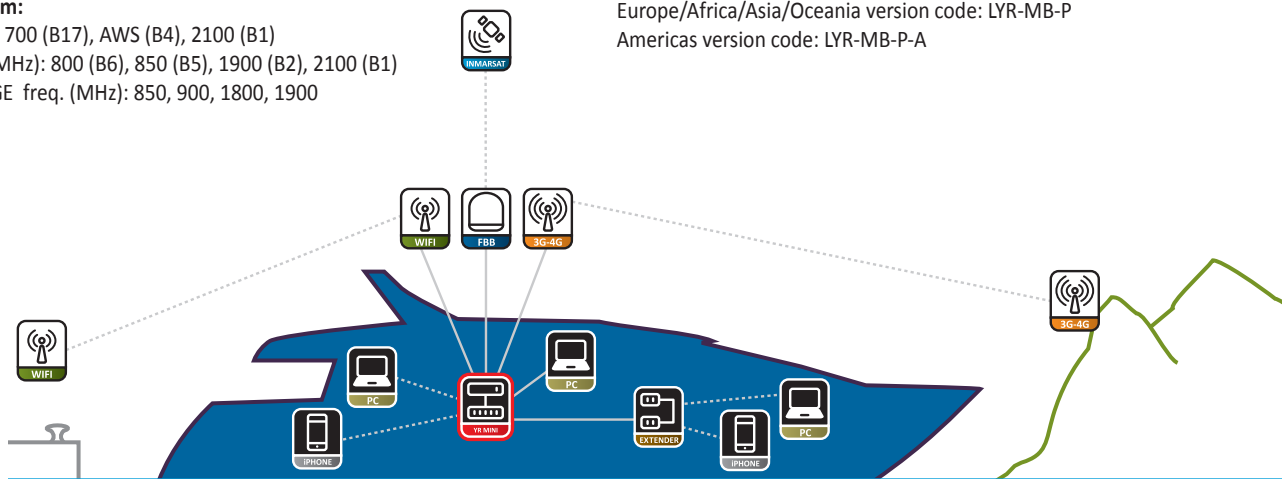 m:
700 (B17), AWS (B4), 2100 (B1)
MHz): 800 (B6), 850 (B5), 1900 (B2), 2100 (B1)
GE freq. (MHz): 850, 900, 1800, 1900
Europe/Africa/Asia/Oceania version code: LYR-MB-P
Americas version code: LYR-MB-P-A
INMARSAT
WIFI
FBB
3G-4G
3G-4G
WIFI
PC
PC
YR MINI
PC
iPHONE
EXTENDER
iPHONE